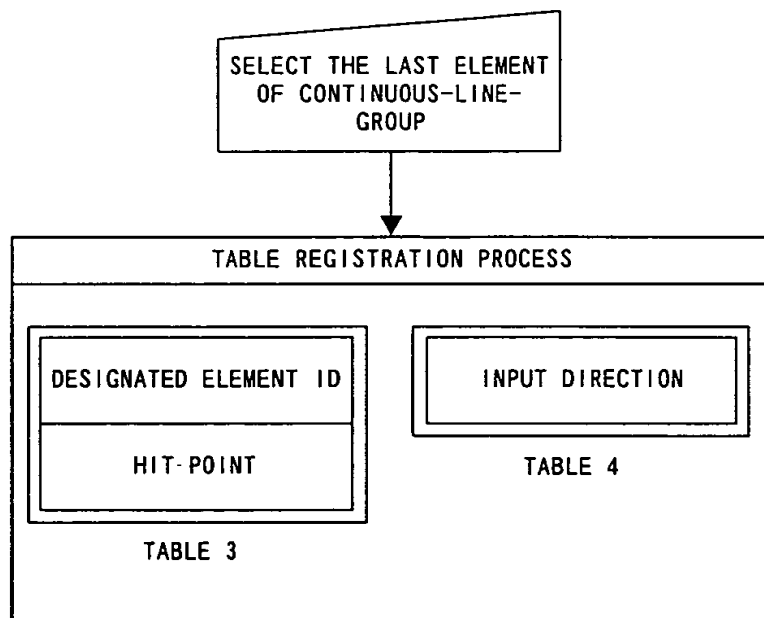 SELECT THE LAST ELEMENT
OF CONTINUOUS-LINE-
GROUP
TABLE REGISTRATION PROCESS
DESIGNATED ELEMENT ID
HIT-POINT
TABLE 3
INPUT DIRECTION
TABLE 4